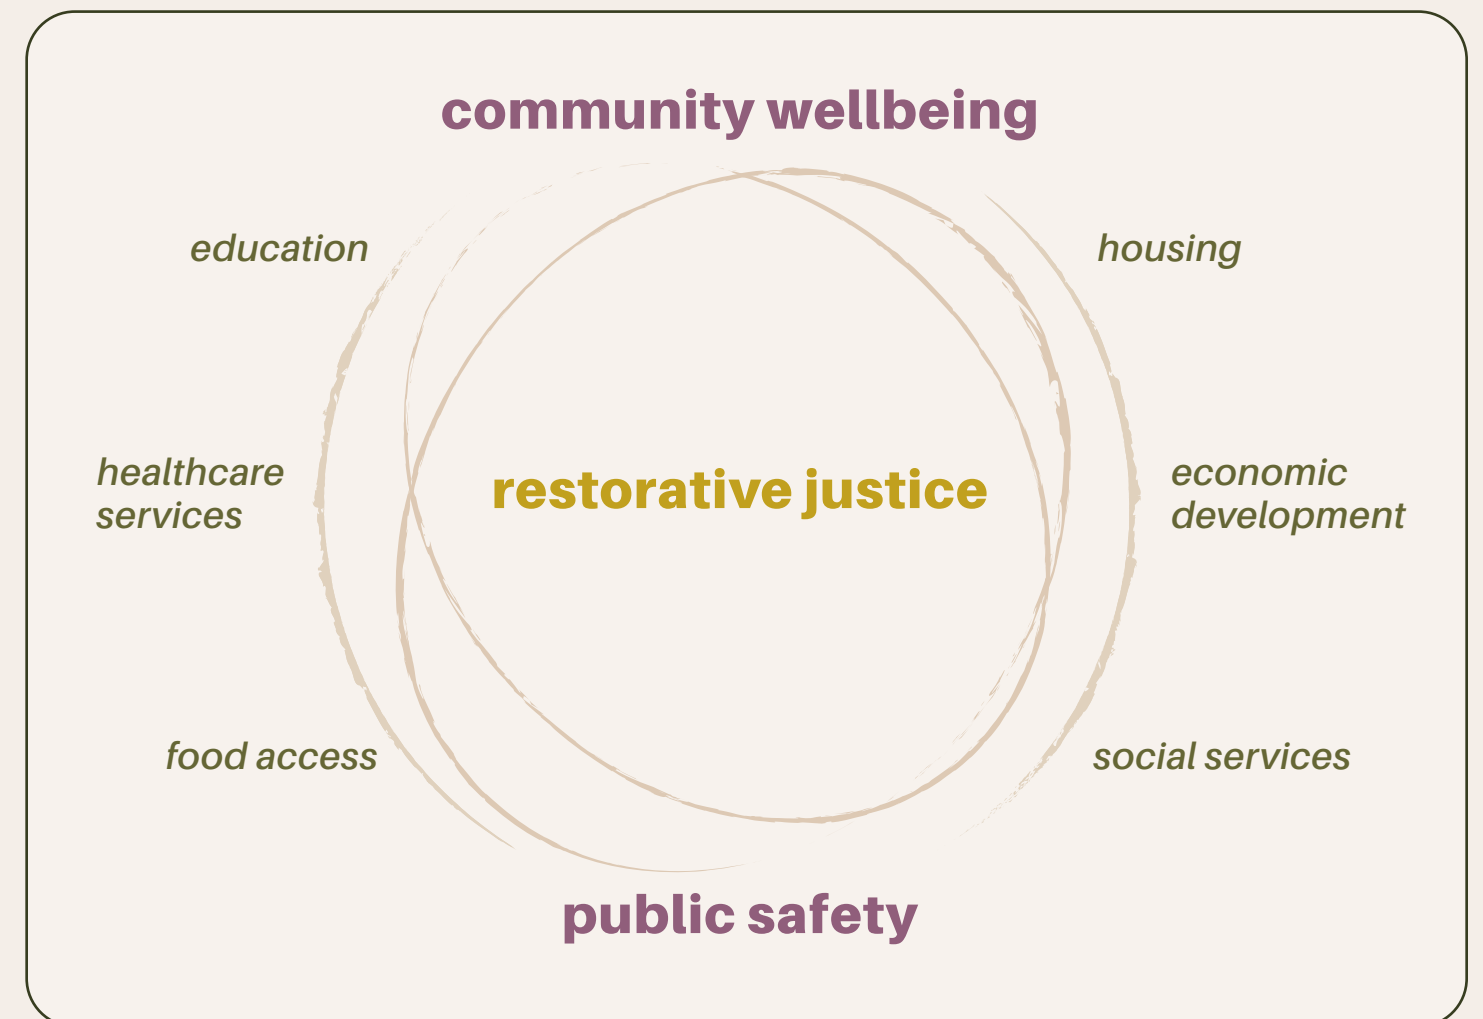 community wellbeing
education
housing
healthcare
services
restorative justice
economic
development
food access
social services
public safety